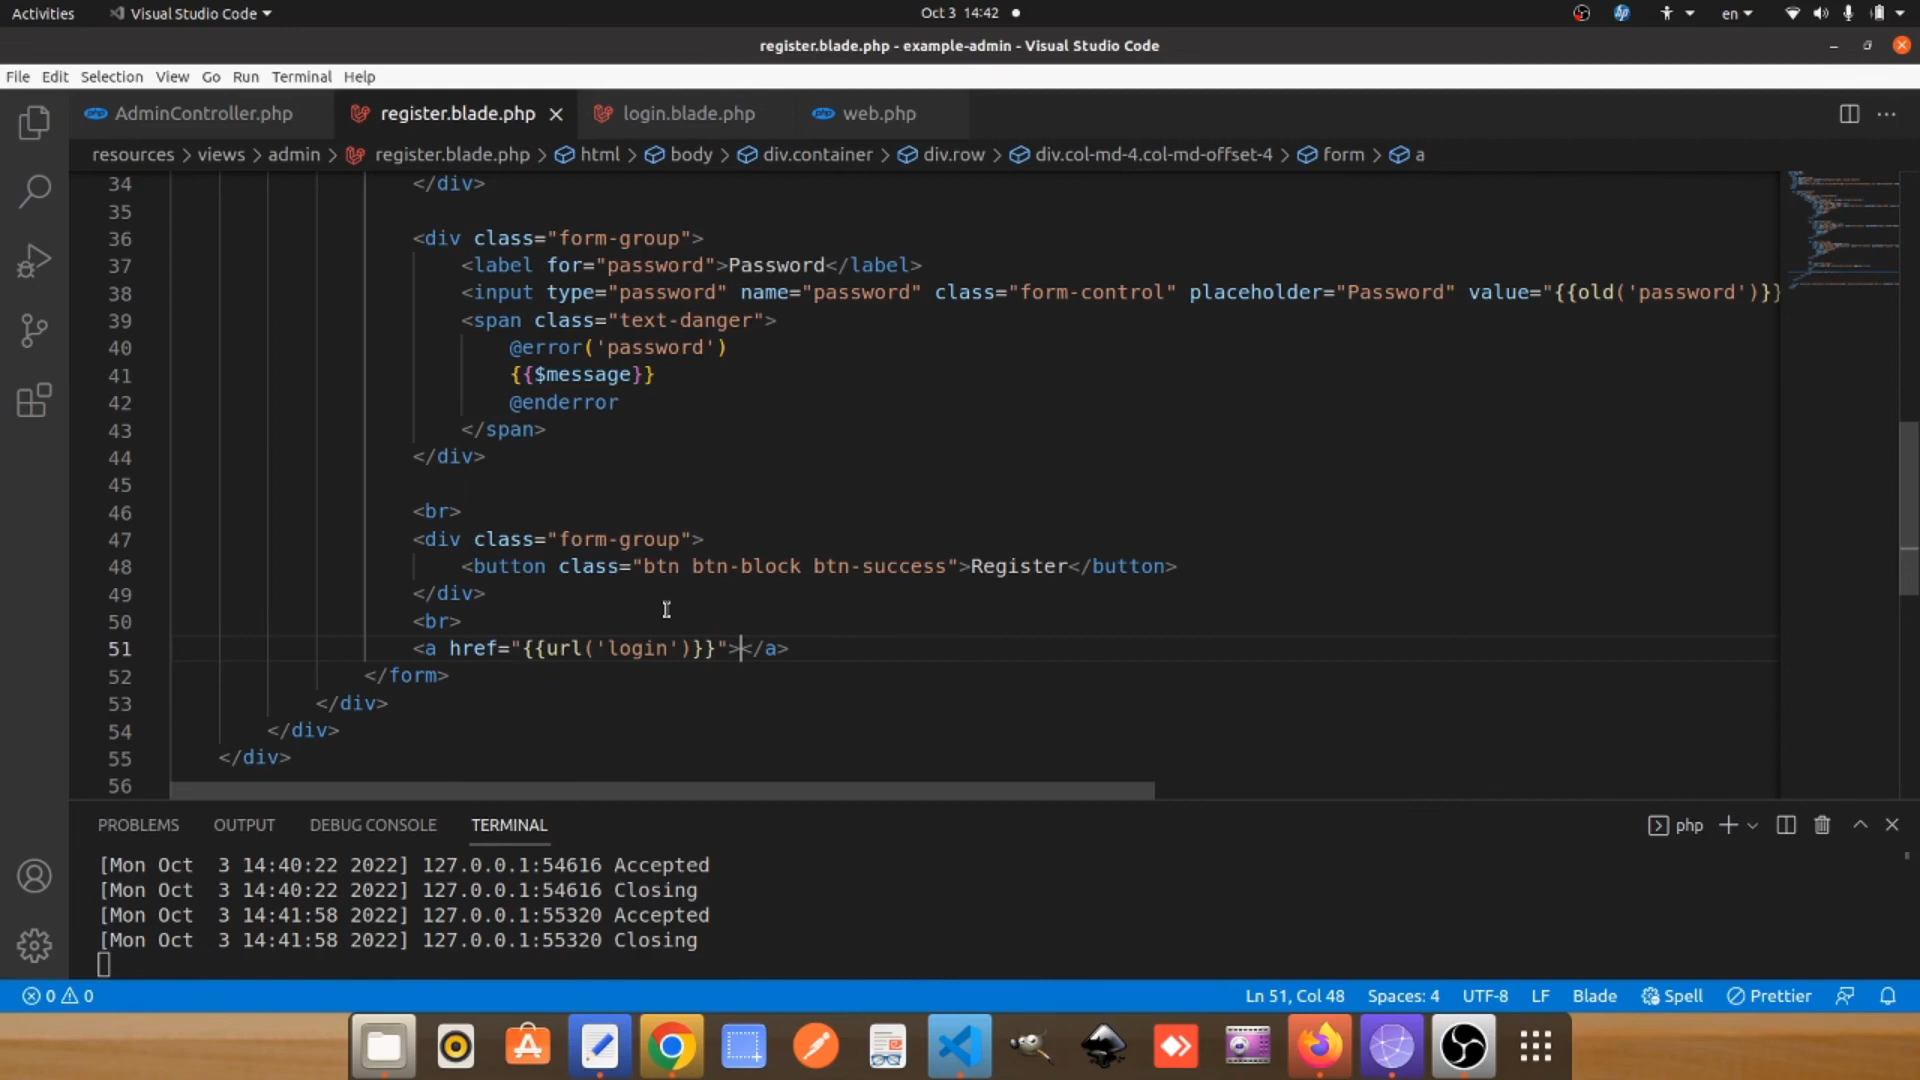 Activities
Visual Studio Code
Oct 3 14:42
en
register.blade.php - example-admin - Visual Studio Code
File Edit Selection View Go Run Terminal Help
AdminController.php
register.blade.php
login.blade.php
web.php
resources > views > admin > register.blade.php > html > body > div.container > div.row > div.col-md-4.col-md-offset-4 > form > a
34 </div>
35
36 <div class="form-group">
37 <label for="password">Password</label>
38 <input type="password" name="password" class="form-control" placeholder="Password" value="{{old('password')}}
39 <span class="text-danger">
40 @error('password')
41 {{$message}}
42 @enderror
43 </span>
44 </div>
45
46 <br>
47 <div class="form-group">
48 <button class="btn btn-block btn-success">Register</button>
49 </div>
50 <br>
51 <a href="{{url('login')}}"></a>
52 </form>
53 </div>
54 </div>
55 </div>
56
PROBLEMS OUTPUT DEBUG CONSOLE TERMINAL
php
[Mon Oct  3 14:40:22 2022] 127.0.0.1:54616 Accepted
[Mon Oct  3 14:40:22 2022] 127.0.0.1:54616 Closing
[Mon Oct  3 14:41:58 2022] 127.0.0.1:55320 Accepted
[Mon Oct  3 14:41:58 2022] 127.0.0.1:55320 Closing
0 0
Ln 51, Col 48 Spaces: 4 UTF-8 LF Blade Spell Prettier